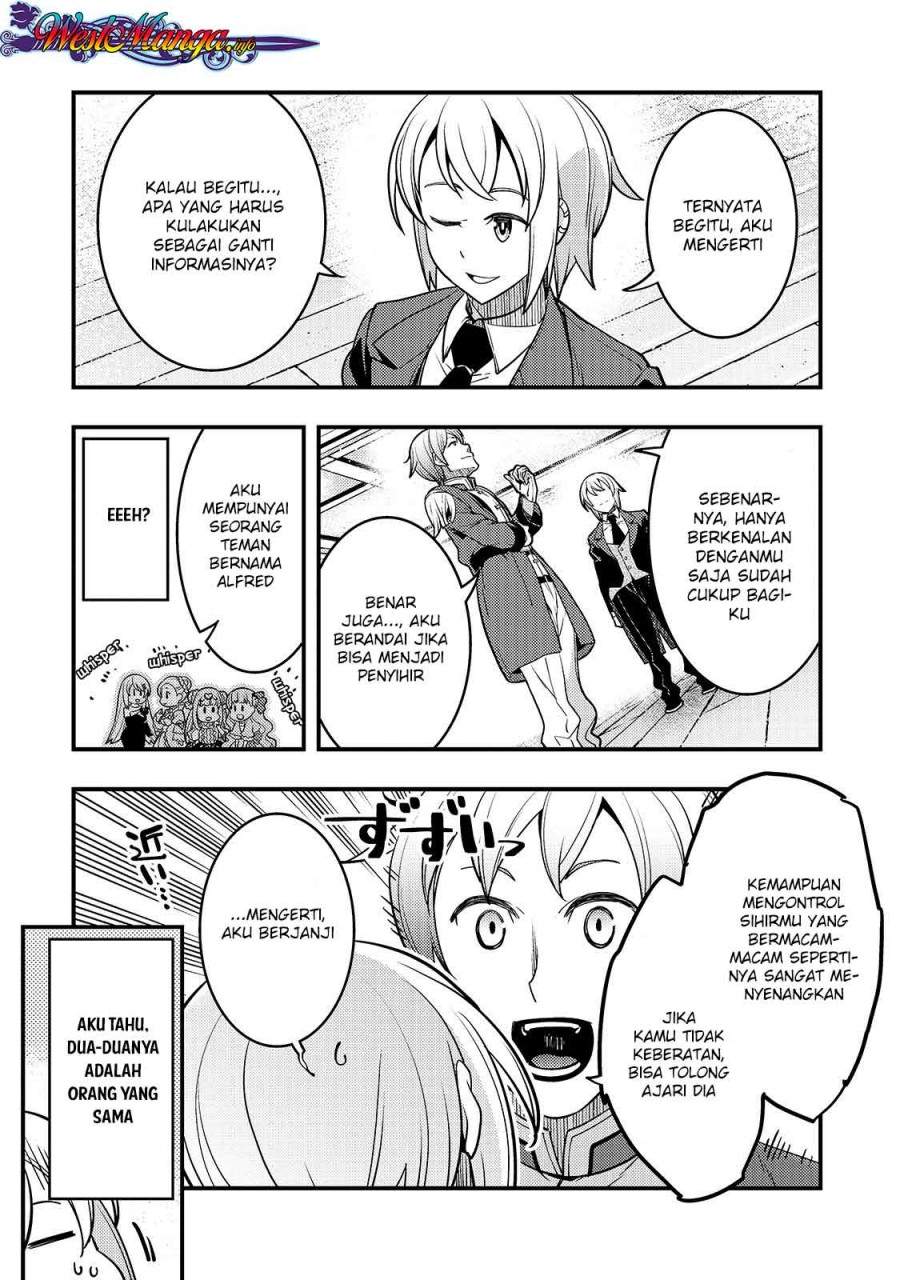 WestManga.info
TERNYATA
BEGITU, AKU
MENGERTI
KALAU BEGITU...,
APA YANG HARUS
KULAKUKAN
SEBAGAI GANTI
INFORMASINYA?
SEBENAR-
NYA, HANYA
BERKENALAN
DENGANMU
SAJA SUDAH
CUKUP BAGI-
KU
BENAR
JUGA..., AKU
BERANDAI JIKA
BISA MENJADI
PENYIHIR
AKU
MEMPUNYAI
SEORANG
TEMAN
BERNAMA
ALFRED
EEEH?
whisper
whisper
whisper
KEMAMPUAN
MENGONTROL
SIHIRMU YANG
BERMACAM-
MACAM SEPERTI-
NYA SANGAT ME-
NYENANGKAN
JIKA
KAMU TIDAK
KEBERATAN,
BISA TOLONG
AJARI DIA
ずずいっ
...MENGERTI,
AKU BERJANJI
近い…
AKU TAHU,
DUA-DUANYA
ADALAH
ORANG YANG
SAMA